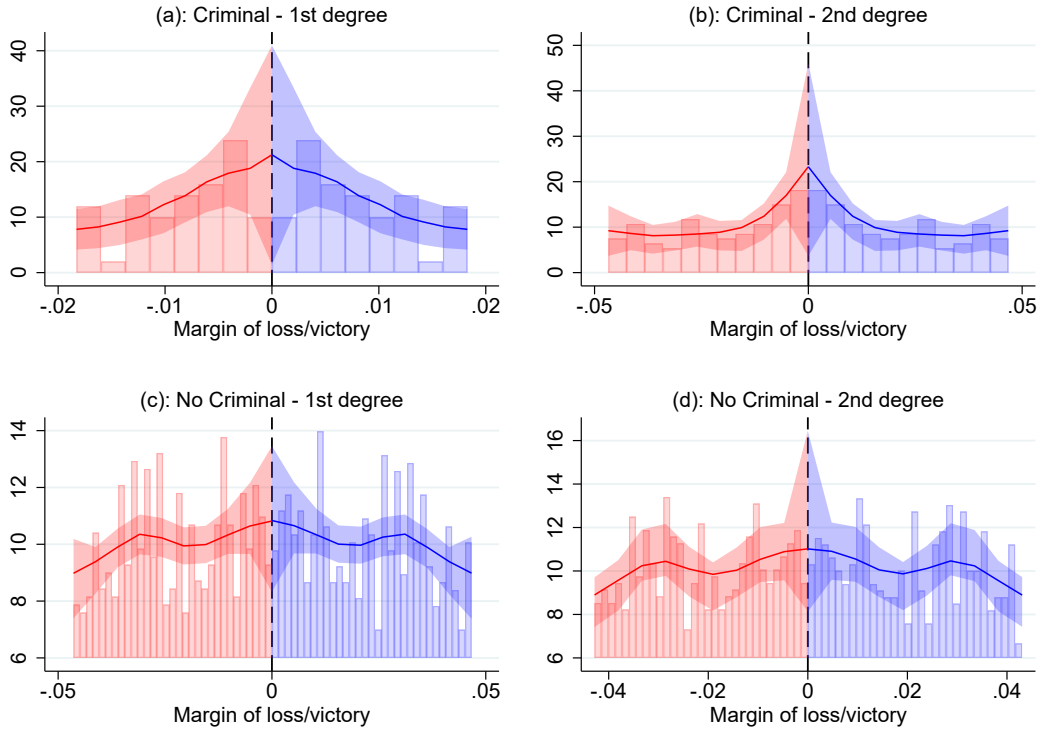 (a): Criminal - 1st degree
40
30
20
10
0
-.02 -.01 0 .01 .02
Margin of loss/victory
(b): Criminal - 2nd degree
50
40
30
20
10
0
-.05 0 .05
Margin of loss/victory
(c): No Criminal - 1st degree
14
12
10
8
6
-.05 0 .05
Margin of loss/victory
(d): No Criminal - 2nd degree
16
14
12
10
8
6
-.04 -.02 0 .02 .04
Margin of loss/victory